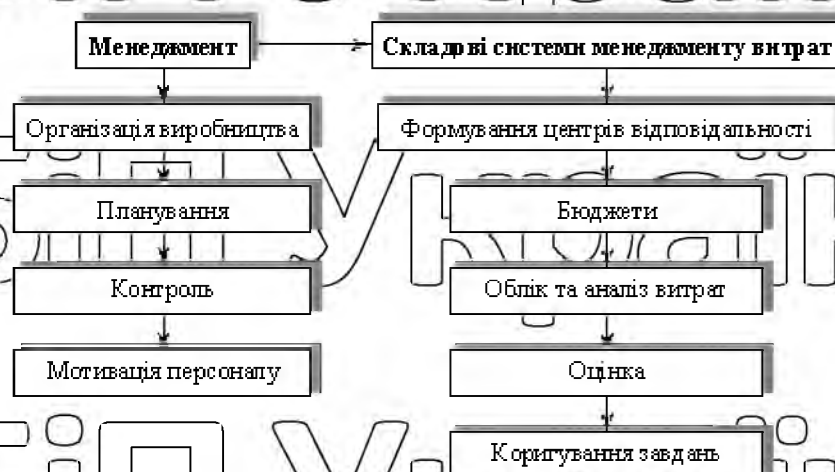 Менеджмент
Складові системи менеджменту витрат
Організація виробництва
Формування центрів відповідальності
Планування
Бюджети
Контроль
Облік та аналіз витрат
Мотивація персоналу
Оцінка
Коригування завдань